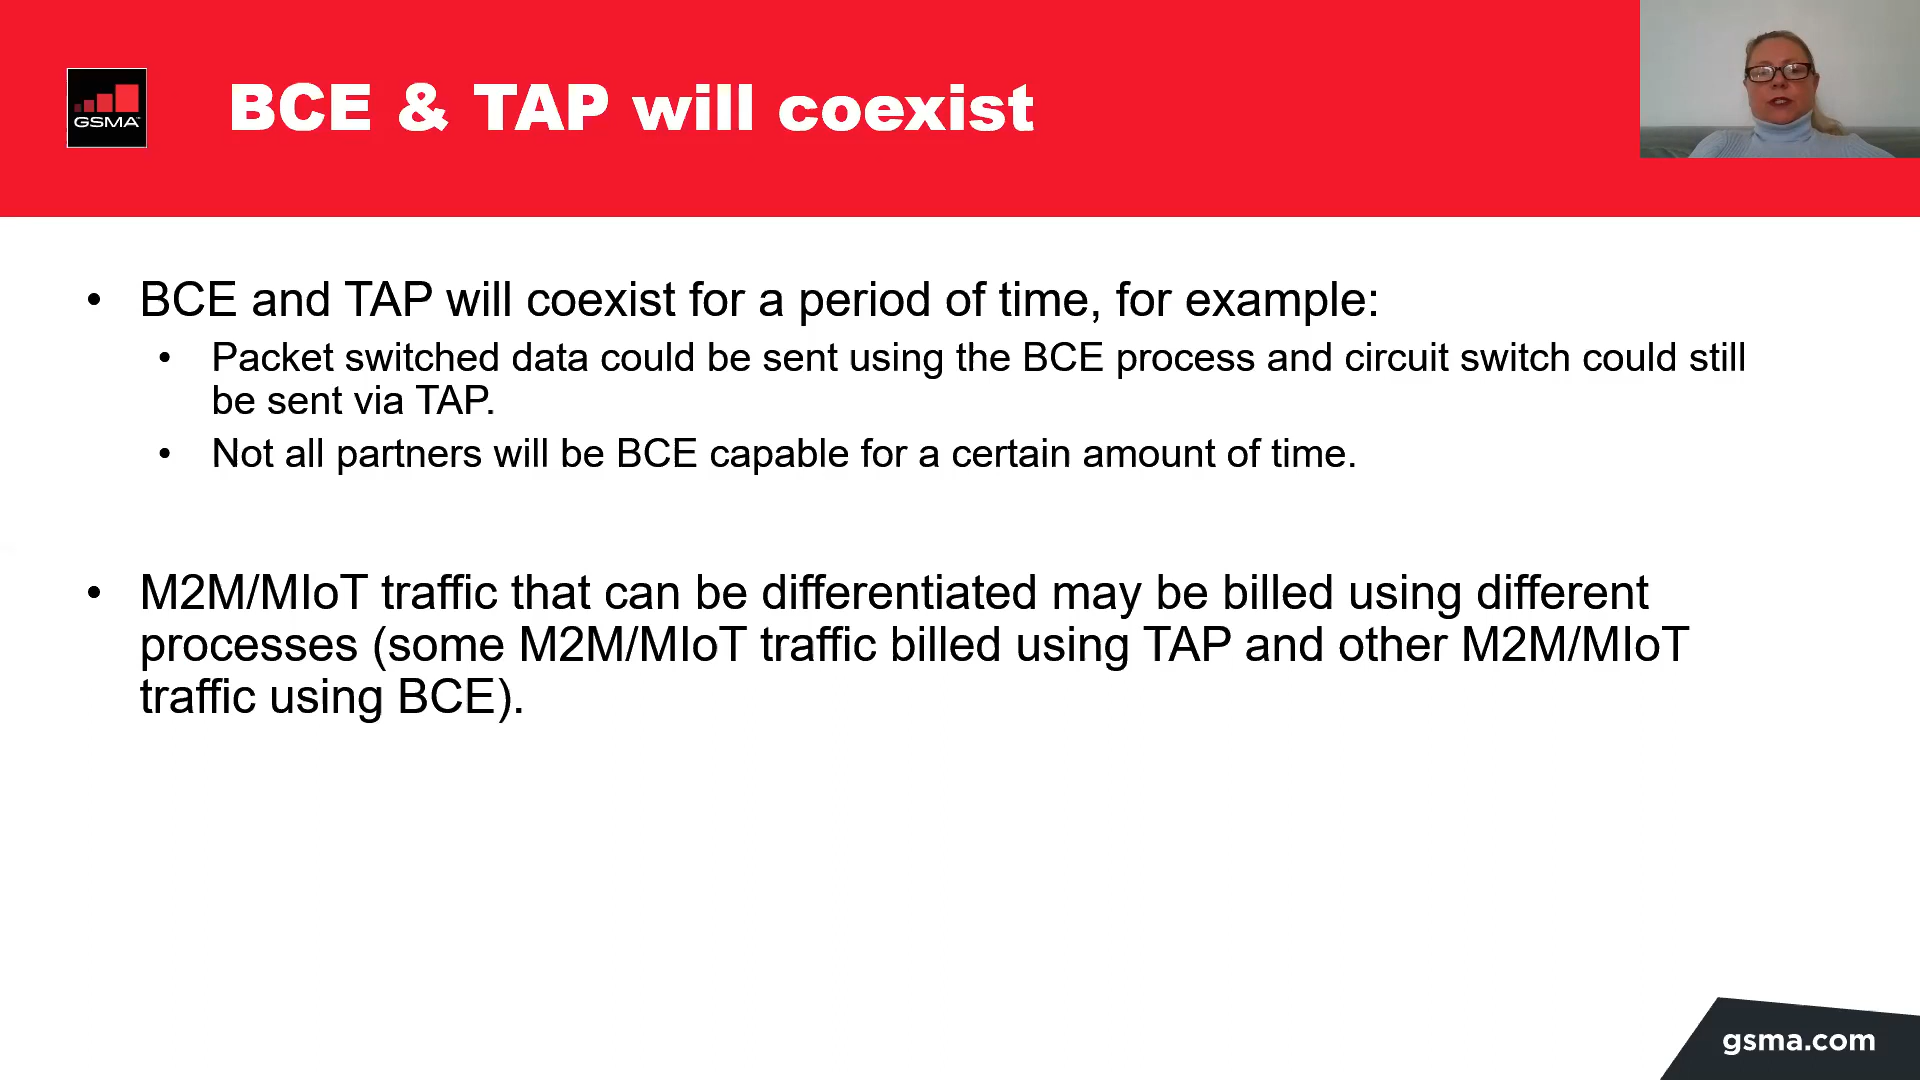 GSMA
BCE & TAP will coexist
• BCE and TAP will coexist for a period of time, for example:
• Packet switched data could be sent using the BCE process and circuit switch could still
be sent via TAP.
• Not all partners will be BCE capable for a certain amount of time.
• M2M/MIoT traffic that can be differentiated may be billed using different
processes (some M2M/MIoT traffic billed using TAP and other M2M/MIoT
traffic using BCE).
gsma.com